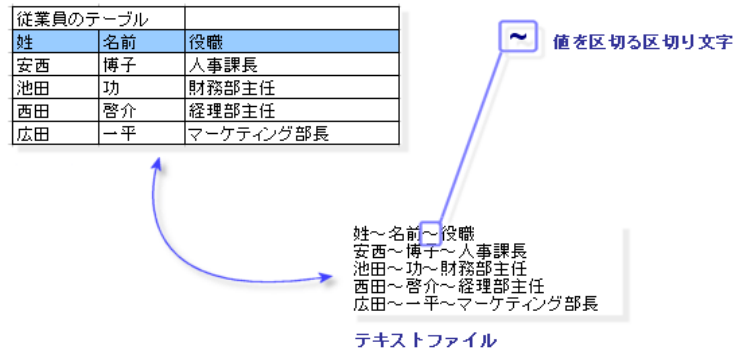 従業員のテーブル
姓 名前 役職
安西 博子 人事課長
池田 功 財務部主任
西田 啓介 経理部主任
広田 一平 マーケティング部長
~ 値を区切る区切り文字
姓～名前～役職
安西～博子～人事課長
池田～功～財務部主任
西田～啓介～経理部主任
広田～一平～マーケティング部長
テキストファイル